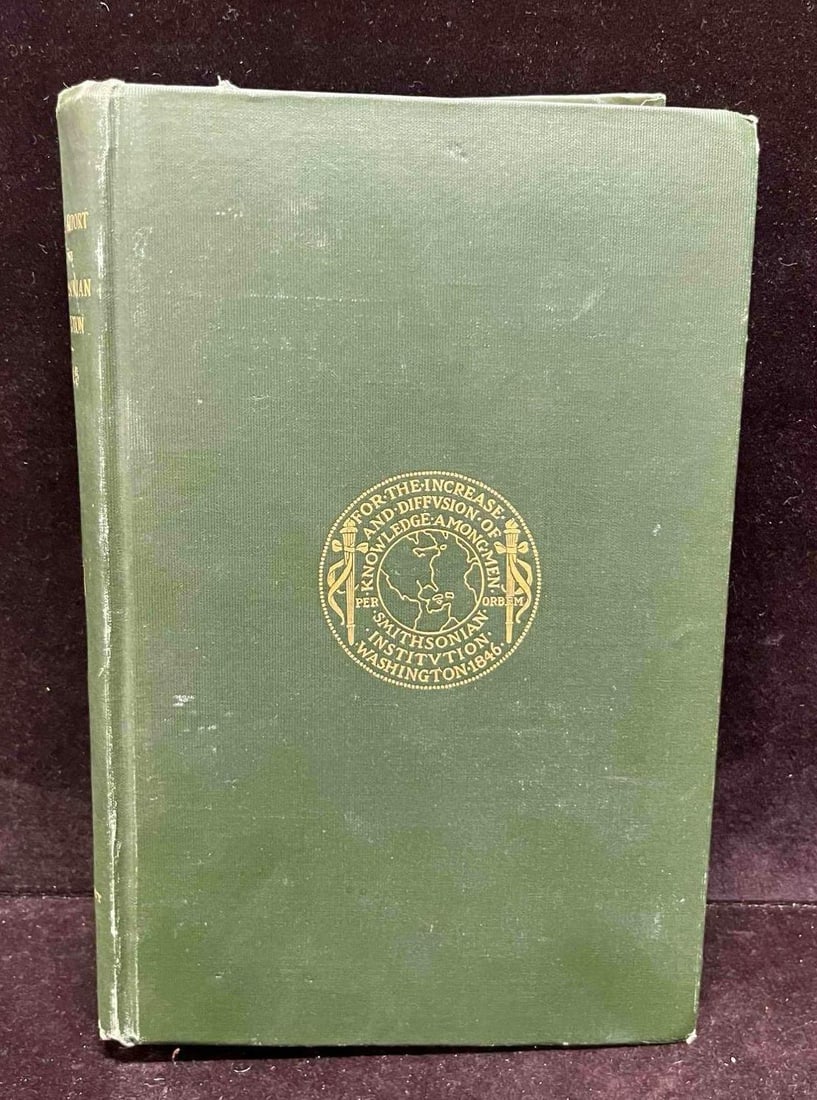 FOR·THE·INCREASE·
AND·DIFFVSION·OF
·KNOWLEDGE·AMONG·MEN·
PER ORBEM
·SMITHSONIAN·
·INSTITVTION·
·WASHINGTON·1846·